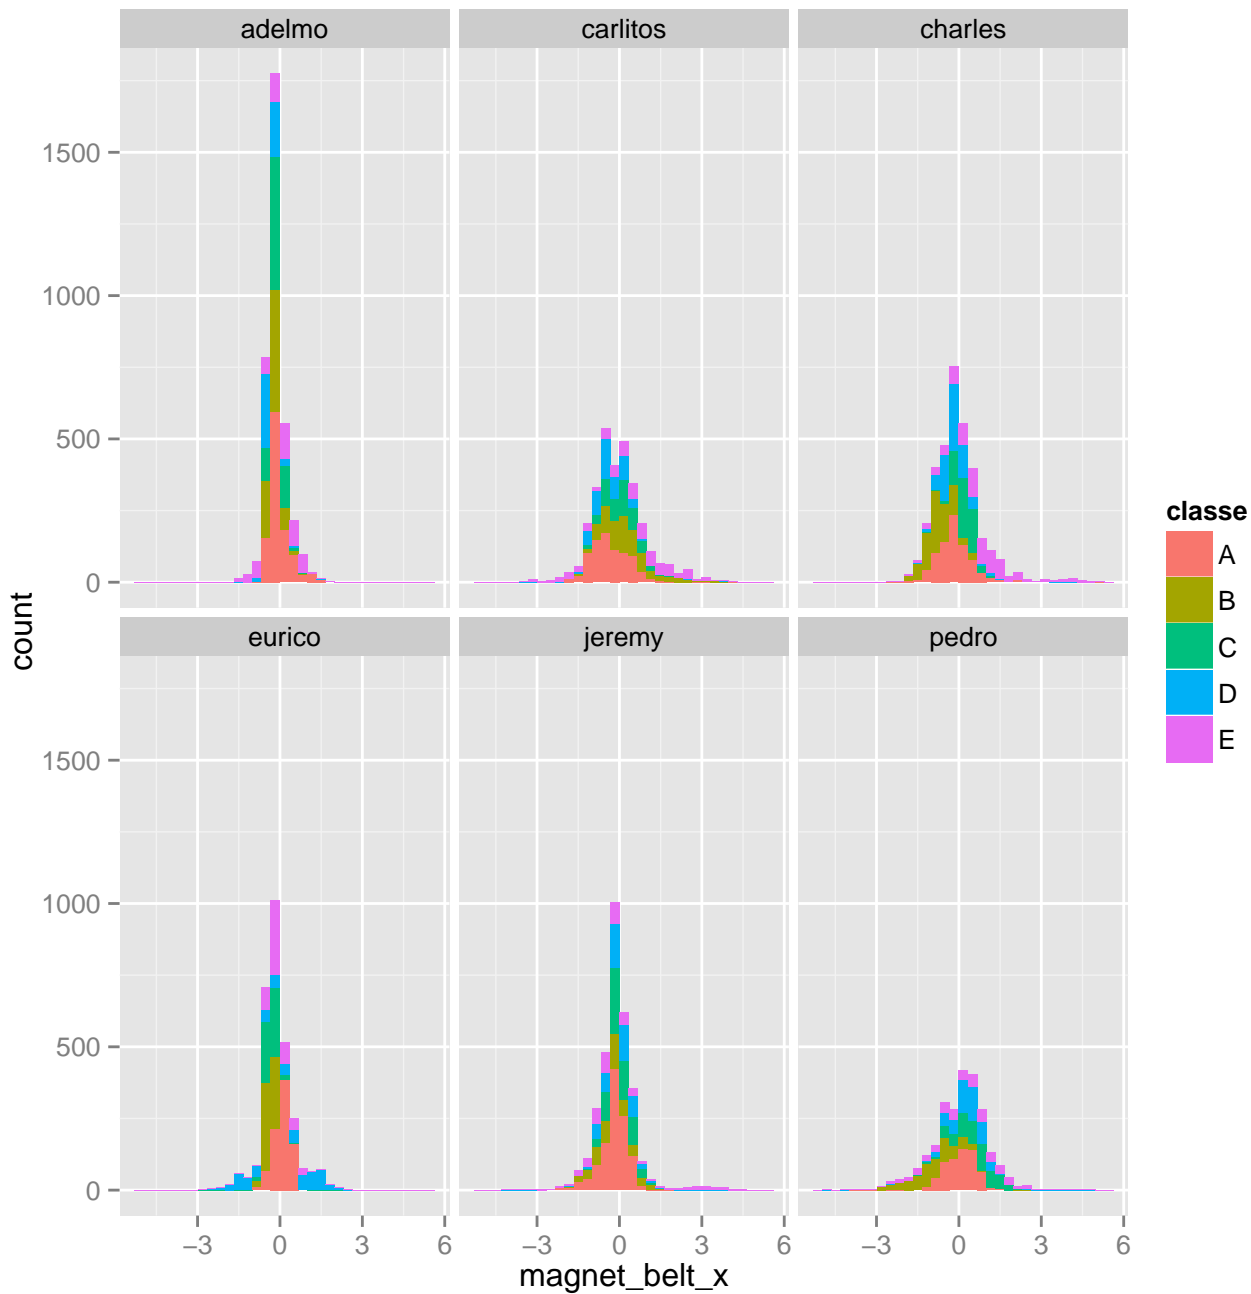 adelmo carlitos charles
1500
1000
500
0
eurico jeremy pedro
1500
1000
500
0
−3 0 3 6 −3 0 3 6 −3 0 3 6
magnet_belt_x
count
classe
A
B
C
D
E